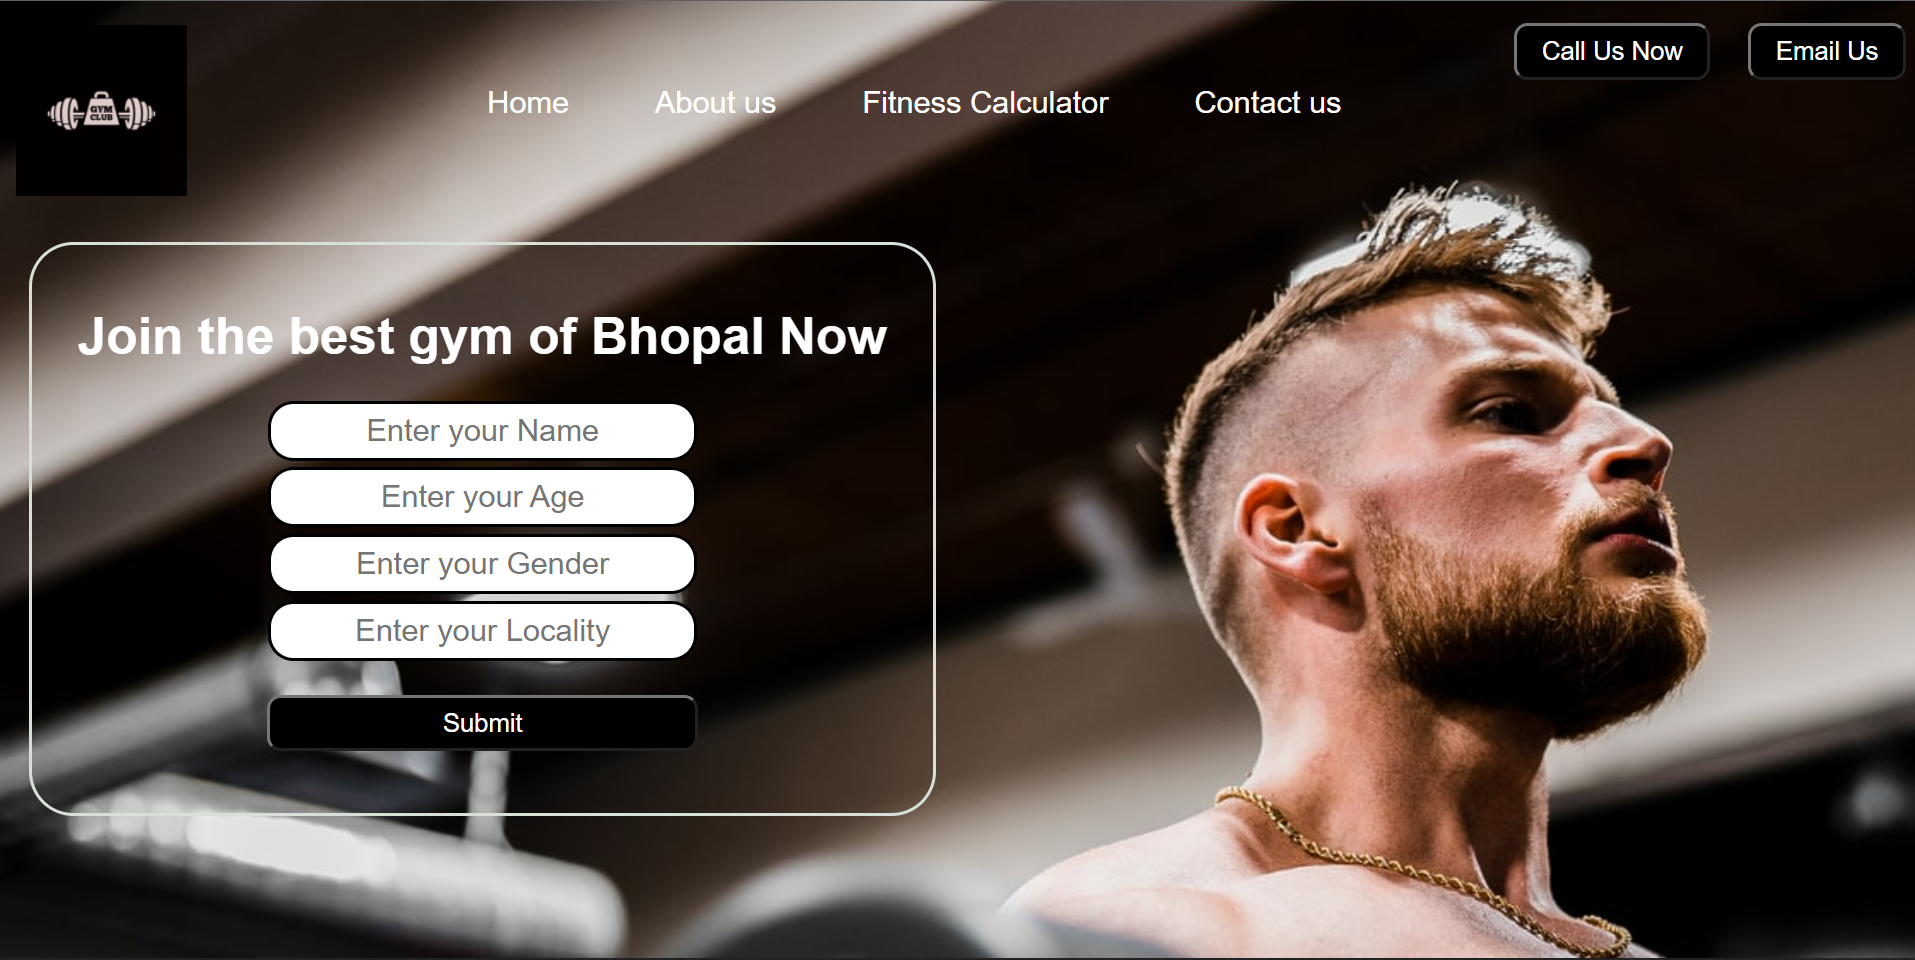 GYM
CLUB
Home
About us
Fitness Calculator
Contact us
Call Us Now
Email Us
Join the best gym of Bhopal Now
Enter your Name
Enter your Age
Enter your Gender
Enter your Locality
Submit